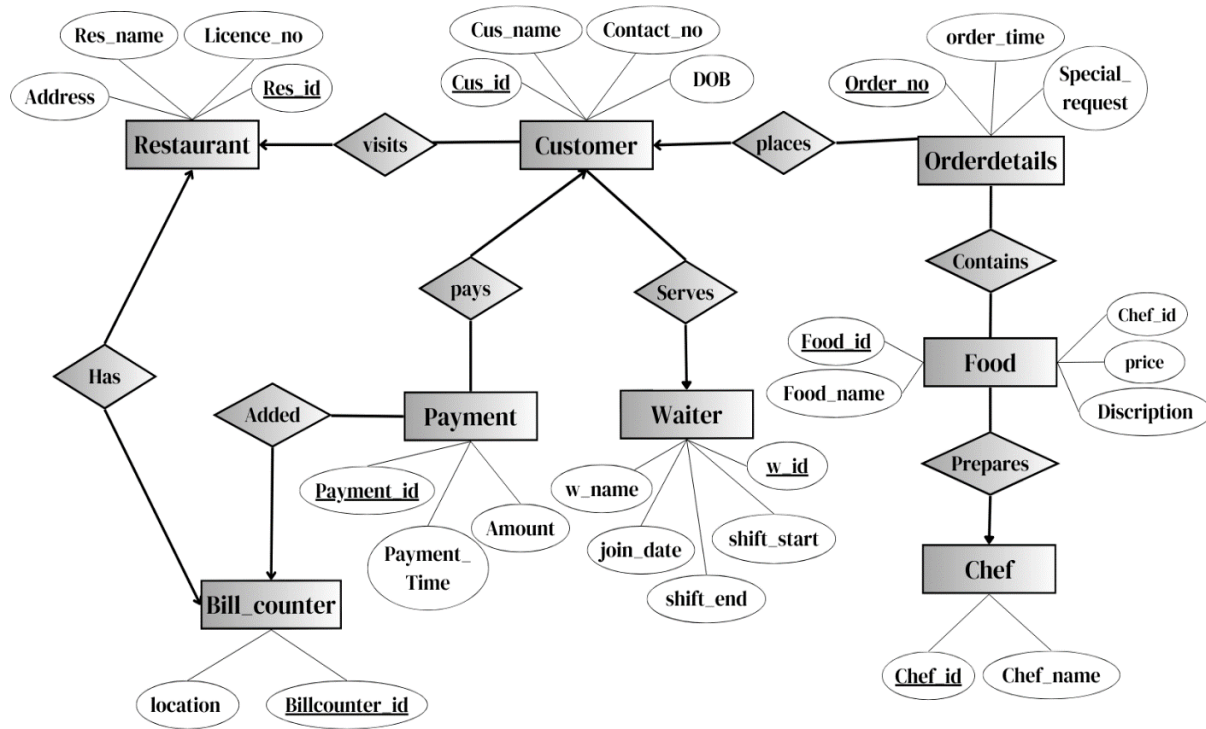 Res_name
Licence_no
Address
Res_id
Restaurant
visits
Cus_name
Contact_no
Cus_id
DOB
Customer
places
order_time
Order_no
Special_
request
Orderdetails
Contains
pays
Serves
Has
Added
Payment
Payment_id
Amount
Payment_
Time
Waiter
w_name
w_id
join_date
shift_start
shift_end
Food_id
Food_name
Food
Chef_id
price
Discription
Prepares
Chef
Chef_id
Chef_name
Bill_counter
location
Billcounter_id